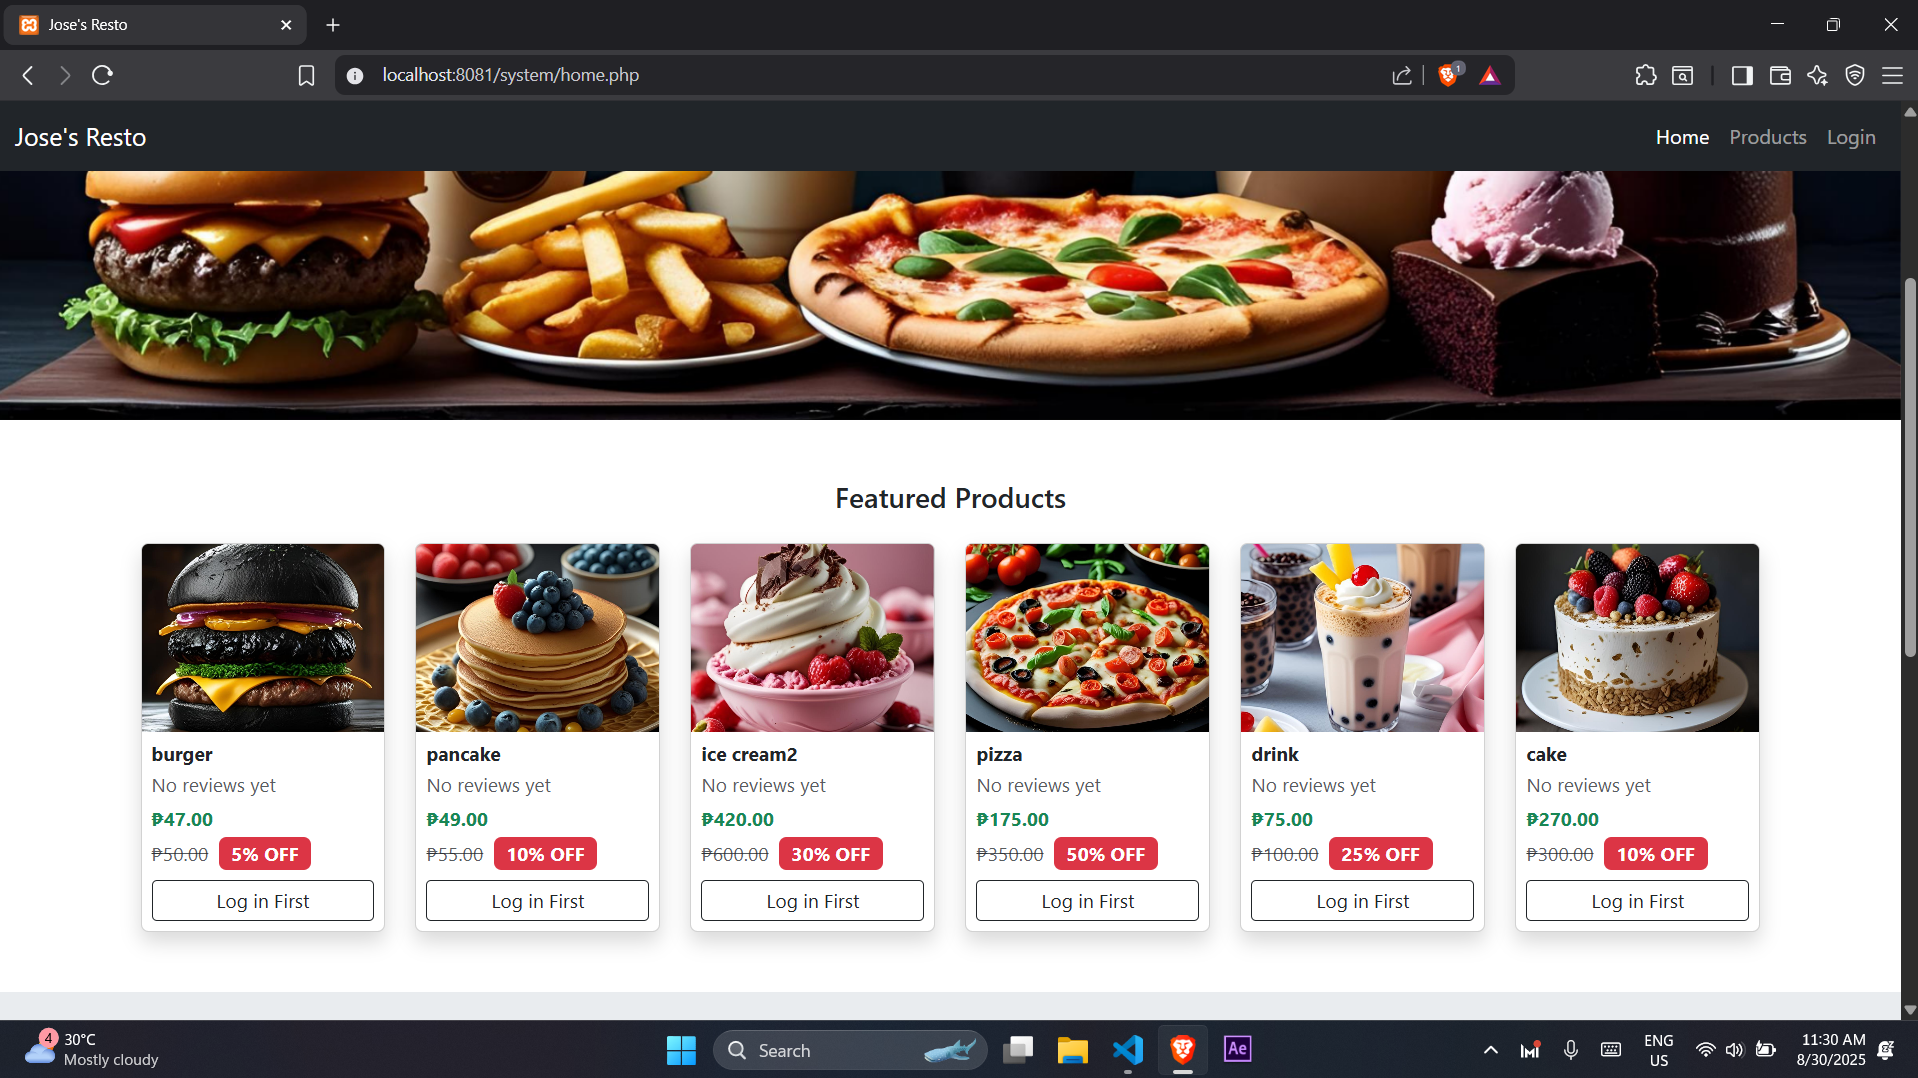 Jose's Resto
localhost:8081/system/home.php
1
Jose's Resto
Home Products Login
Featured Products
burger
No reviews yet
₱47.00
₱50.00 5% OFF
Log in First
pancake
No reviews yet
₱49.00
₱55.00 10% OFF
Log in First
ice cream2
No reviews yet
₱420.00
₱600.00 30% OFF
Log in First
pizza
No reviews yet
₱175.00
₱350.00 50% OFF
Log in First
drink
No reviews yet
₱75.00
₱100.00 25% OFF
Log in First
cake
No reviews yet
₱270.00
₱300.00 10% OFF
Log in First
4
30°C
Mostly cloudy
Search
Ae
ENG
US
11:30 AM
8/30/2025